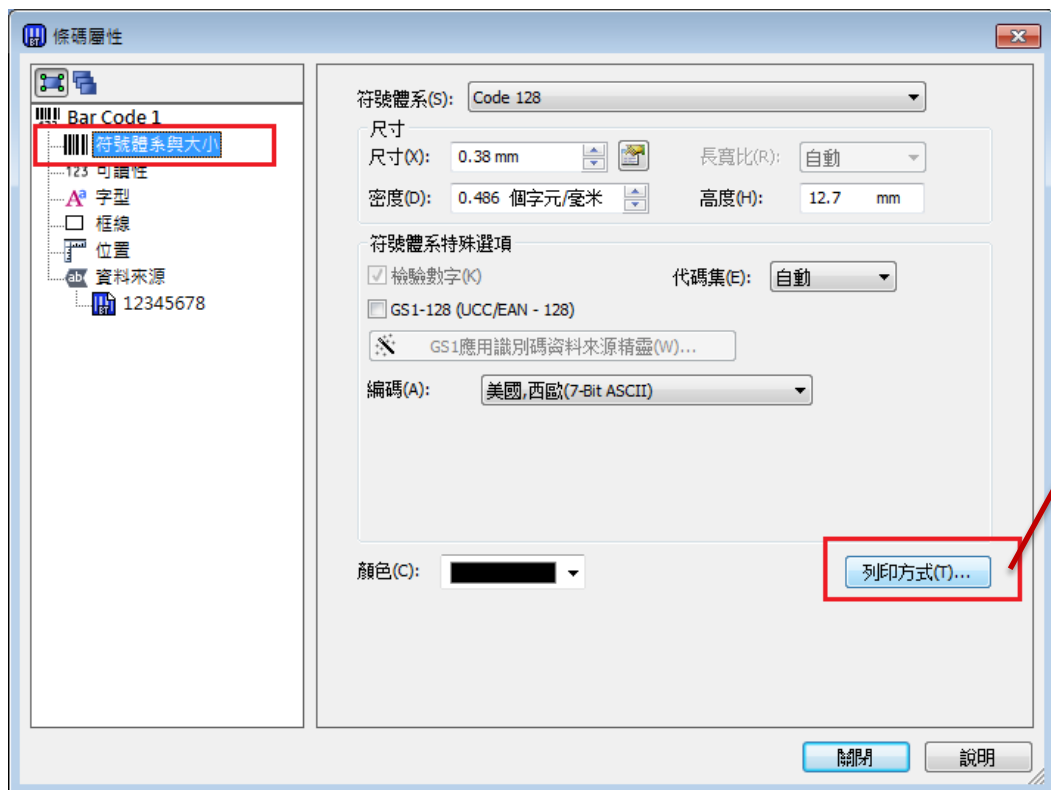 條碼屬性
Bar Code 1
符號體系與大小
123 可讀性
字型
框線
位置
ab 資料來源
12345678
符號體系(S): Code 128
尺寸
尺寸(X): 0.38 mm 長寬比(R): 自動
密度(D): 0.486 個字元/毫米 高度(H): 12.7 mm
符號體系特殊選項
檢驗數字(K) 代碼集(E): 自動
GS1-128 (UCC/EAN - 128)
GS1應用識別碼資料來源精靈(W)...
編碼(A): 美國,西歐(7-Bit ASCII)
顏色(C): 列印方式(T)...
關閉 說明